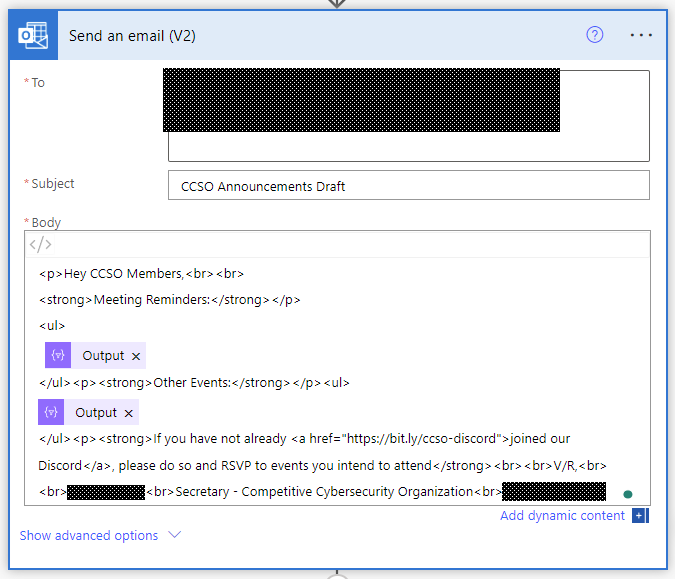 Send an email (V2)
* To
* Subject
CCSO Announcements Draft
* Body
</>
<p>Hey CCSO Members,<br><br>
<strong>Meeting Reminders:</strong></p>
<ul>
Output ×
</ul><p><strong>Other Events:</strong></p><ul>
Output ×
</ul><p><strong>If you have not already <a href="https://bit.ly/ccso-discord">joined our
Discord</a>, please do so and RSVP to events you intend to attend</strong><br><br>V/R,<br>
<br><br>Secretary - Competitive Cybersecurity Organization<br>
Add dynamic content
Show advanced options